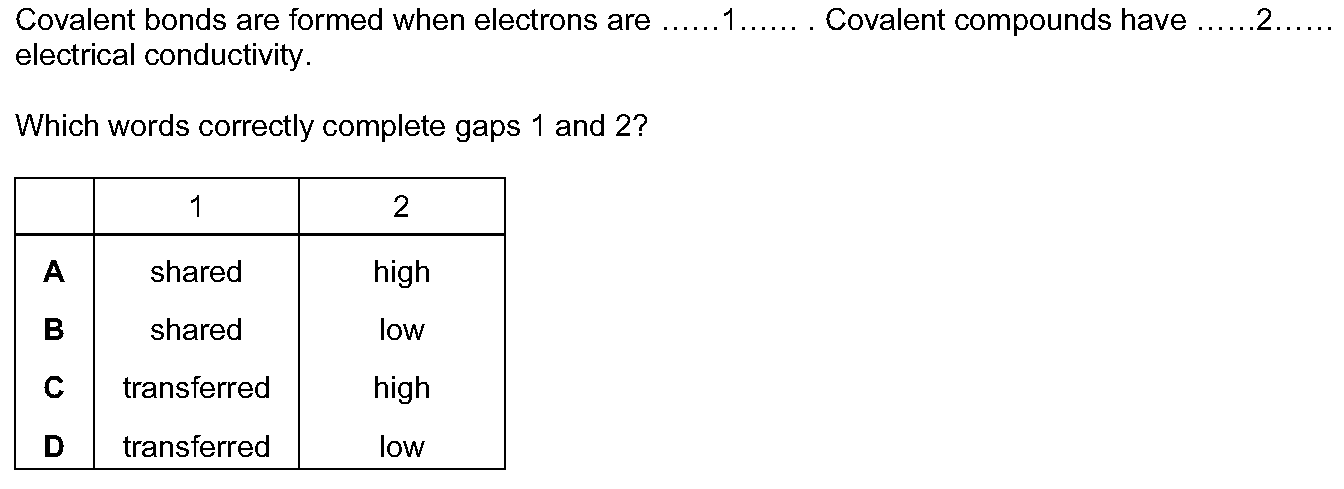 Covalent bonds are formed when electrons are ......1...... . Covalent compounds have ......2......
electrical conductivity.
Which words correctly complete gaps 1 and 2?
1 2
A shared high
B shared low
C transferred high
D transferred low